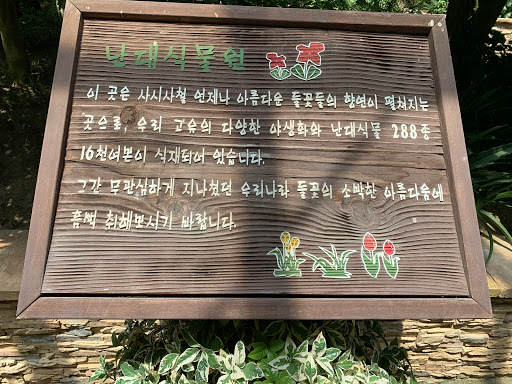 난대식물원
이 곳은 사시사철 언제나 아름다운 들꽃들의 향연이 펼쳐지는
곳으로, 우리 고유의 다양한 야생화와 난대식물 288종
16천여본이 식재되어 있습니다.
그간 무관심하게 지나쳤던 우리나라 들꽃의 소박한 아름다움에
흠뻑 취해보시기 바랍니다.